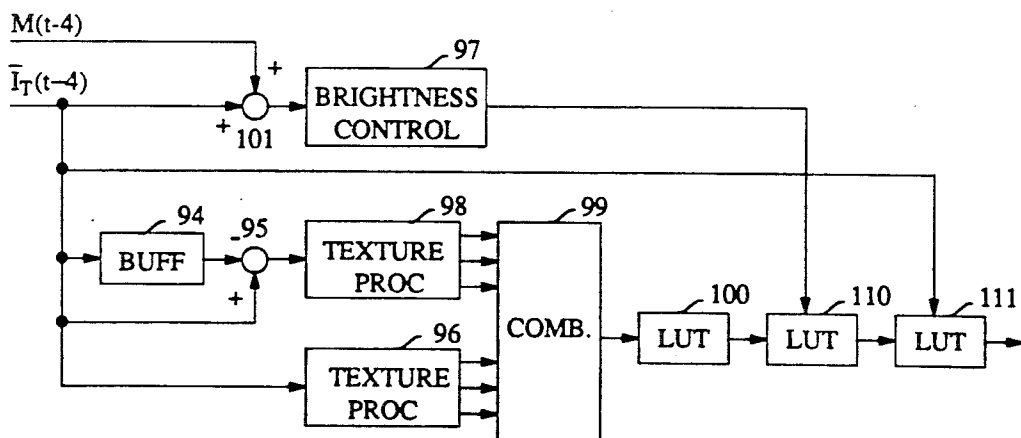 M(t-4)
97
Ī_T(t-4)
+
BRIGHTNESS
CONTROL
+
101
94
-95
98
99
BUFF
TEXTURE
PROC
+
100
110
111
COMB.
LUT
LUT
LUT
96
TEXTURE
PROC